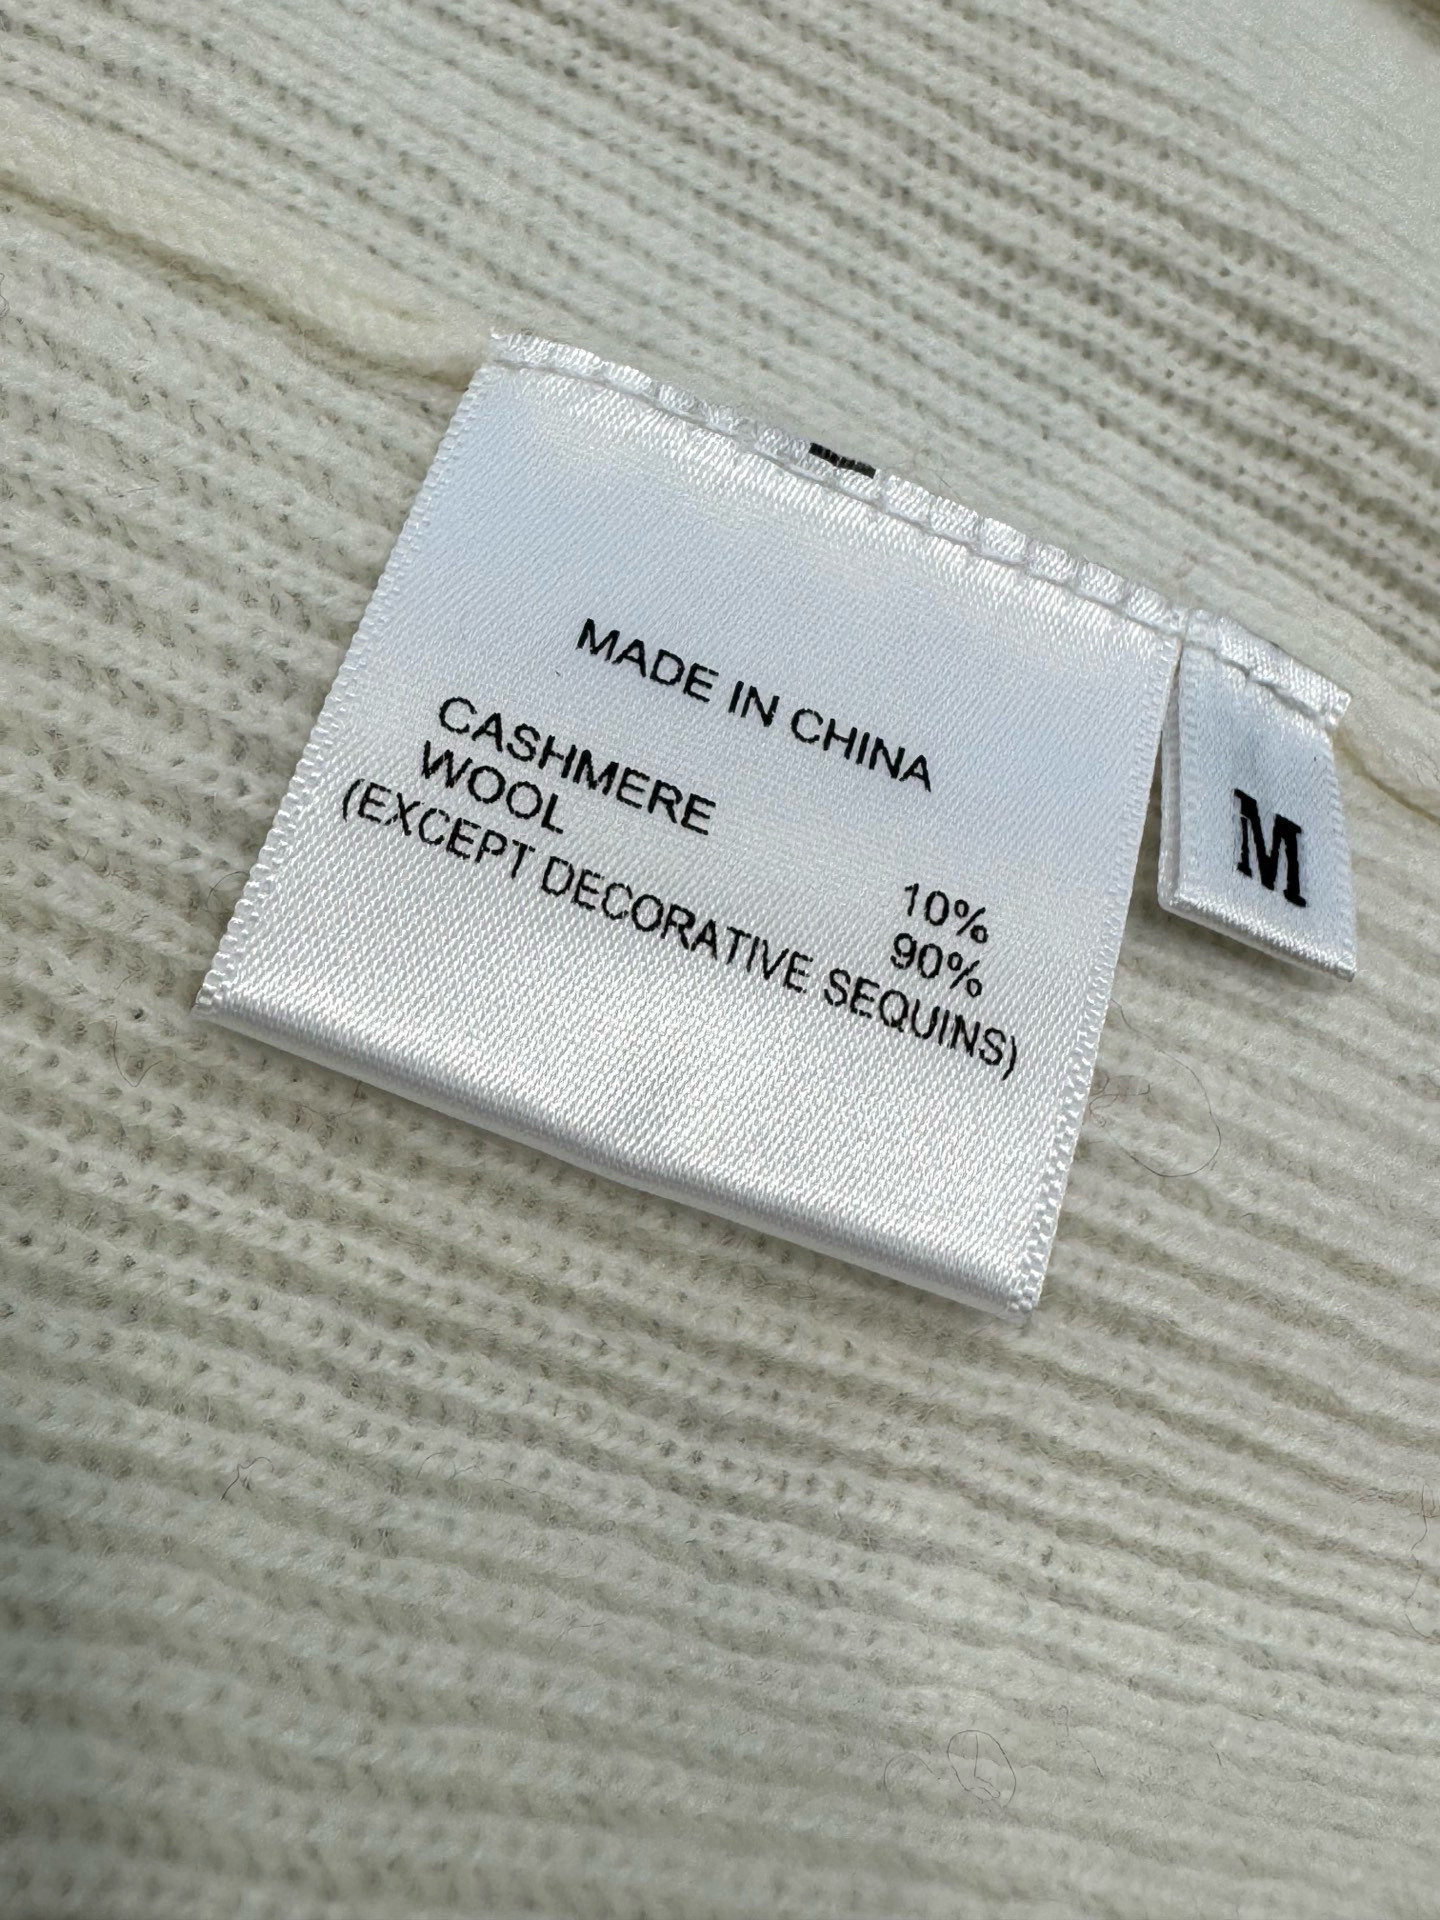 MADE IN CHINA
CASHMERE 10%
WOOL 90%
(EXCEPT DECORATIVE SEQUINS)
M